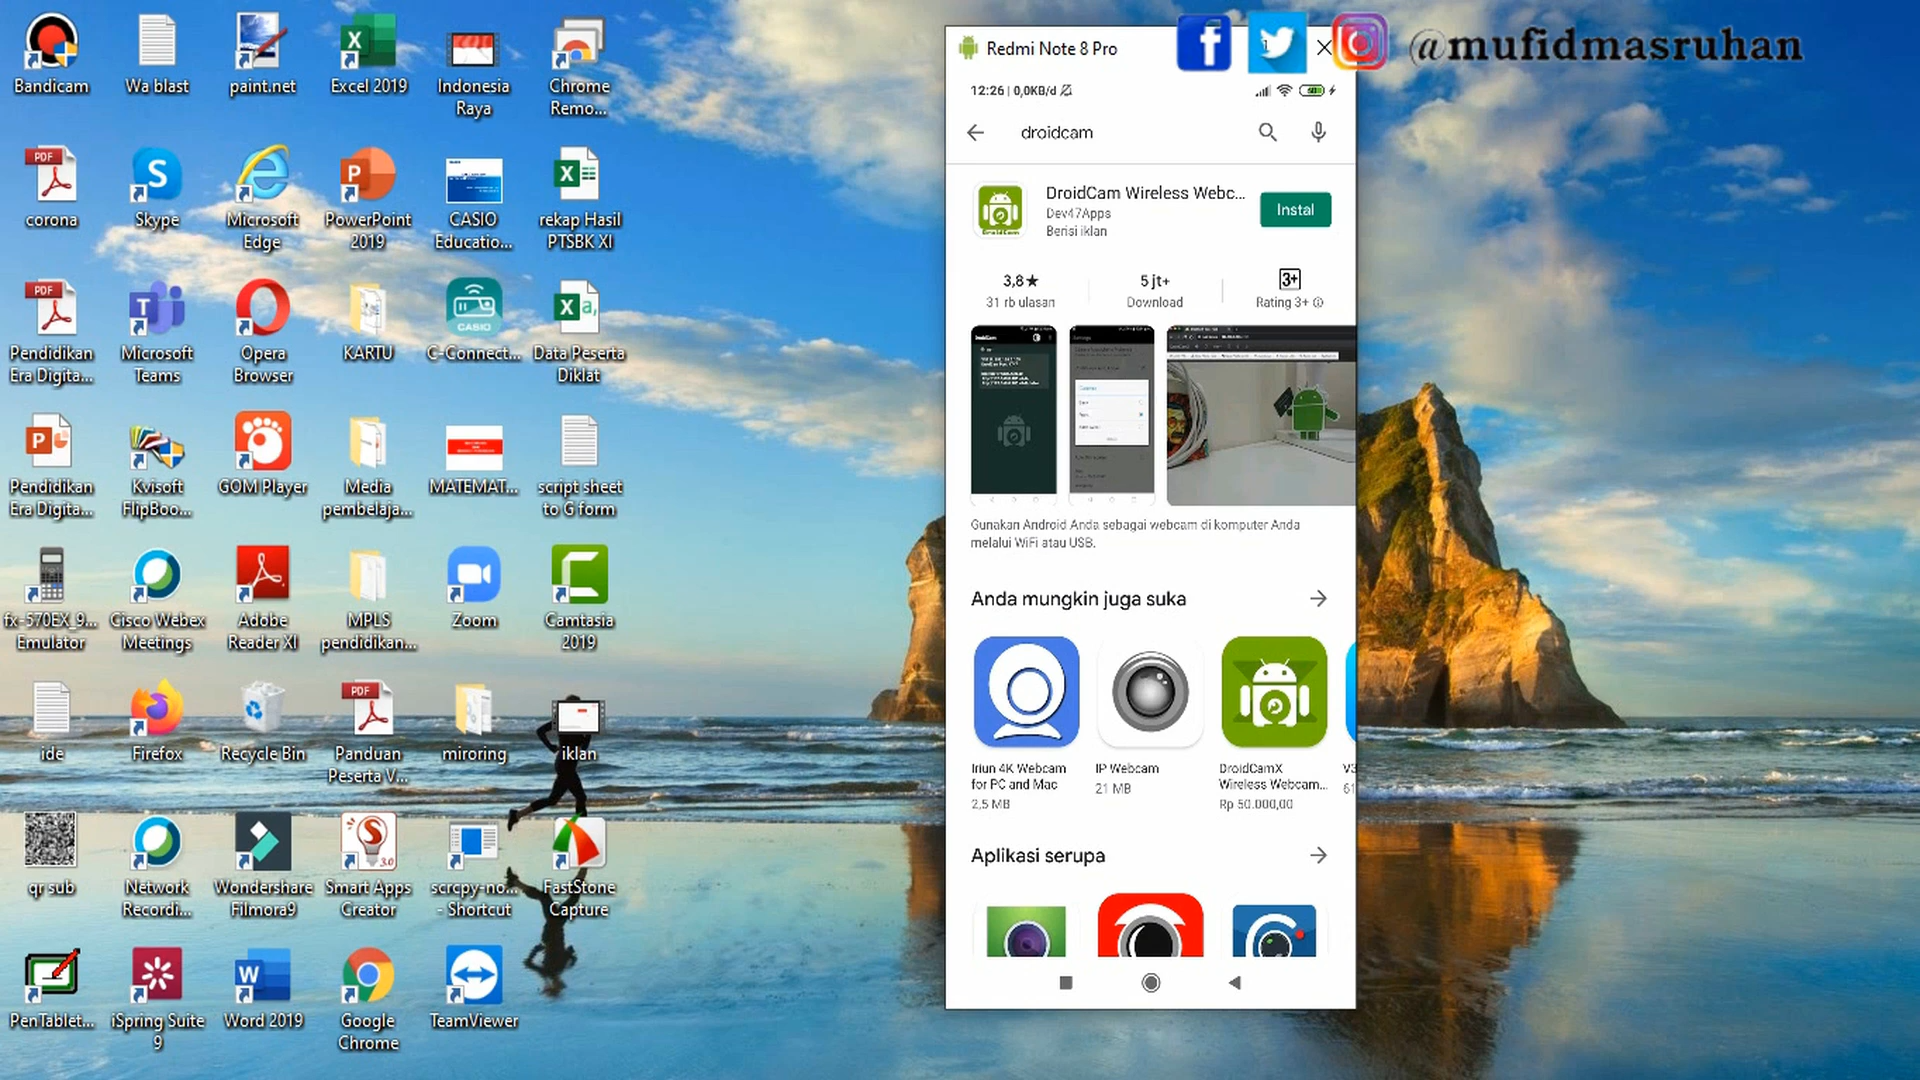 Bandicam
Wa blast
paint.net
Excel 2019
Indonesia
Raya
Chrome
Remo...
corona
Skype
Microsoft
Edge
PowerPoint
2019
CASIO
Educatio...
rekap Hasil
PTSBK XI
Pendidikan
Era Digita...
Microsoft
Teams
Opera
Browser
KARTU
CASIO
C-Connect...
Data Peserta
Diklat
Pendidikan
Era Digita...
Kvisoft
FlipBoo...
GOM Player
Media
pembelaja...
MATEMAT...
script sheet
to G form
fx-570EX_9...
Emulator
Cisco Webex
Meetings
Adobe
Reader XI
MPLS
pendidikan...
Zoom
Camtasia
2019
ide
Firefox
Recycle Bin
Panduan
Peserta V...
miroring
iklan
qr sub
Network
Recordi...
Wondershare
Filmora9
Smart Apps
Creator
scrcpy-no...
- Shortcut
FastStone
Capture
PenTablet...
iSpring Suite
9
Word 2019
Google
Chrome
TeamViewer
Redmi Note 8 Pro
@mufidmasruhan
12:26 | 0,0KB/d
droidcam
DroidCam Wireless Webc...
Dev47Apps
Berisi iklan
Instal
3,8★
31 rb ulasan
5 jt+
Download
3+
Rating 3+
Gunakan Android Anda sebagai webcam di komputer Anda
melalui WiFi atau USB.
Anda mungkin juga suka
Iriun 4K Webcam
for PC and Mac
2,5 MB
IP Webcam
21 MB
DroidCamX
Wireless Webcam...
Rp 50.000,00
Aplikasi serupa